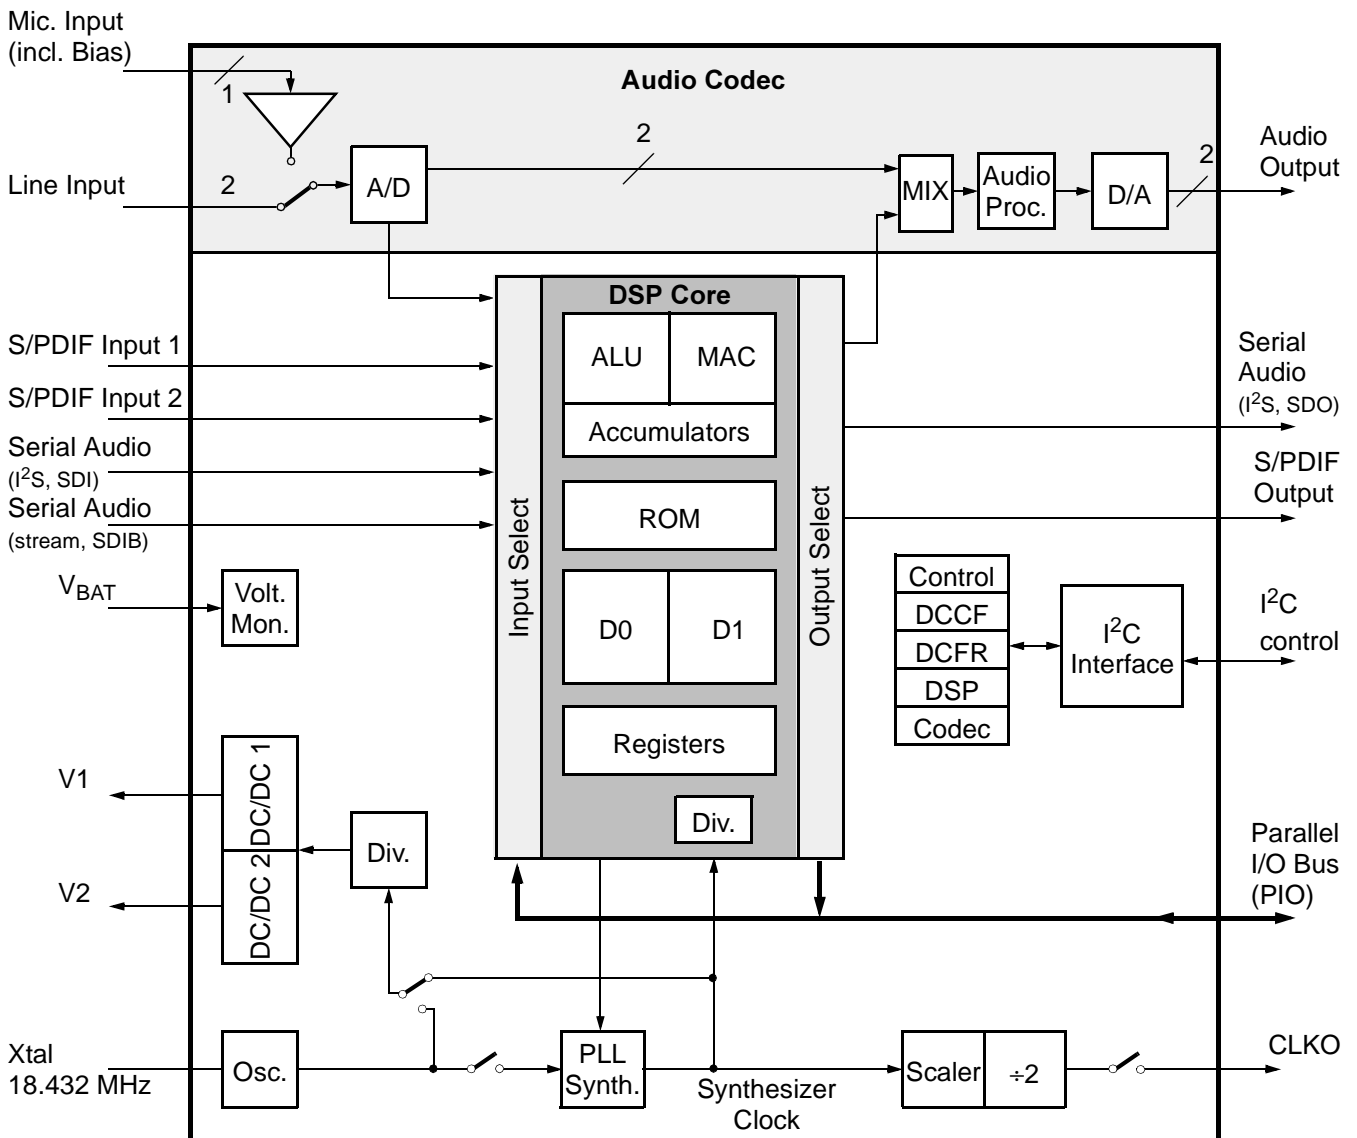 Mic. Input
(incl. Bias)
1
Audio Codec
2
Audio
Output
2
Line Input
2
A/D
MIX
Audio
Proc.
D/A
DSP Core
ALU
MAC
Accumulators
ROM
D0
D1
Registers
Div.
Input Select
Output Select
S/PDIF Input 1
S/PDIF Input 2
Serial Audio
(I2S, SDI)
Serial Audio
(stream, SDIB)
Serial
Audio
(I2S, SDO)
S/PDIF
Output
VBAT
Volt.
Mon.
Control
DCCF
DCFR
DSP
Codec
I2C
Interface
I2C
control
V1
V2
DC/DC 1
DC/DC 2
Div.
Parallel
I/O Bus
(PIO)
Xtal
18.432 MHz
Osc.
PLL
Synth.
Synthesizer
Clock
Scaler
÷2
CLKO